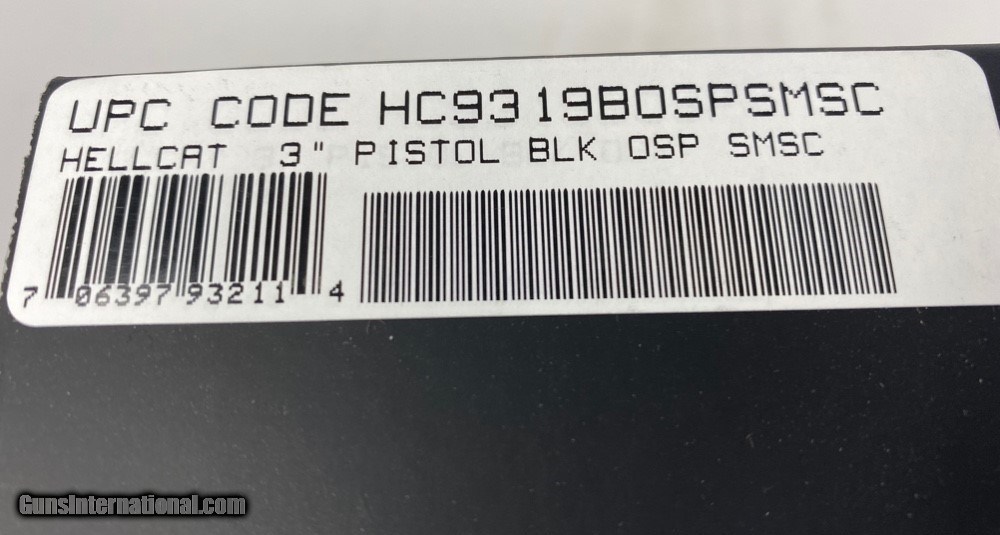 UPC CODE HC9319BOSPSMSC
HELLCAT 3" PISTOL BLK OSP SMSC
7 06397 93211 4
GunsInternational.com